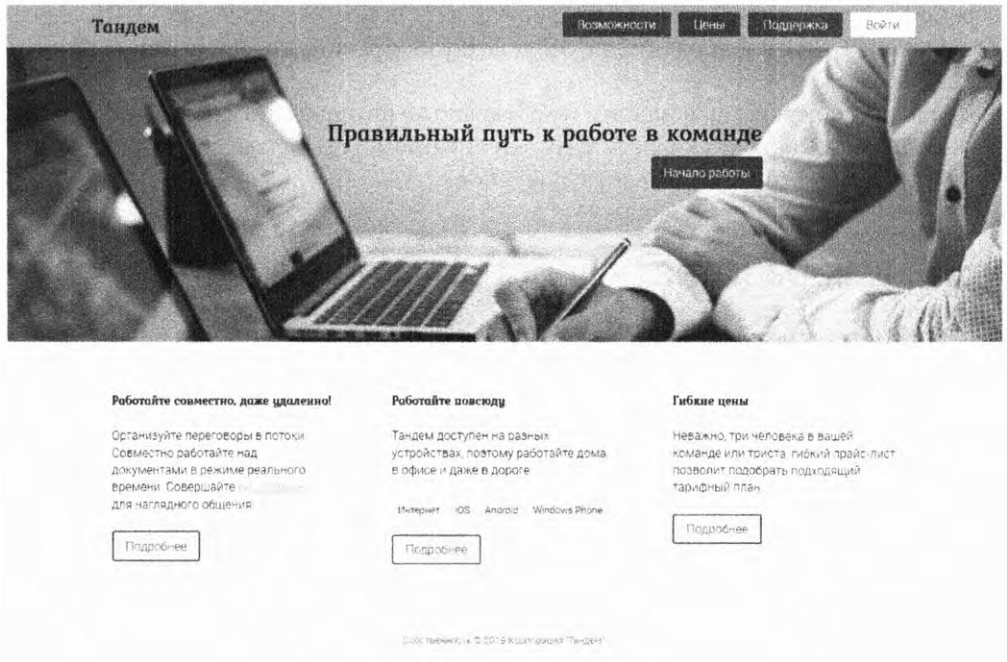 Тандем
Возможности Цены Поддержка Войти
Правильный путь к работе в команде
Начало работы
Работайте совместно, даже удаленно!
Организуйте переговоры в потоки.
Совместно работайте над
документами в режиме реального
времени. Совершайте
для наглядного общения.
Подробнее
Работайте повсюду
Тандем доступен на разных
устройствах, поэтому работайте дома,
в офисе и даже в дороге.
Интернет iOS Android Windows Phone
Подробнее
Гибкие цены
Неважно, три человека в вашей
команде или триста, гибкий прайс-лист
позволит подобрать подходящий
тарифный план.
Подробнее
Собственность © 2016 Корпорация "Тандем"